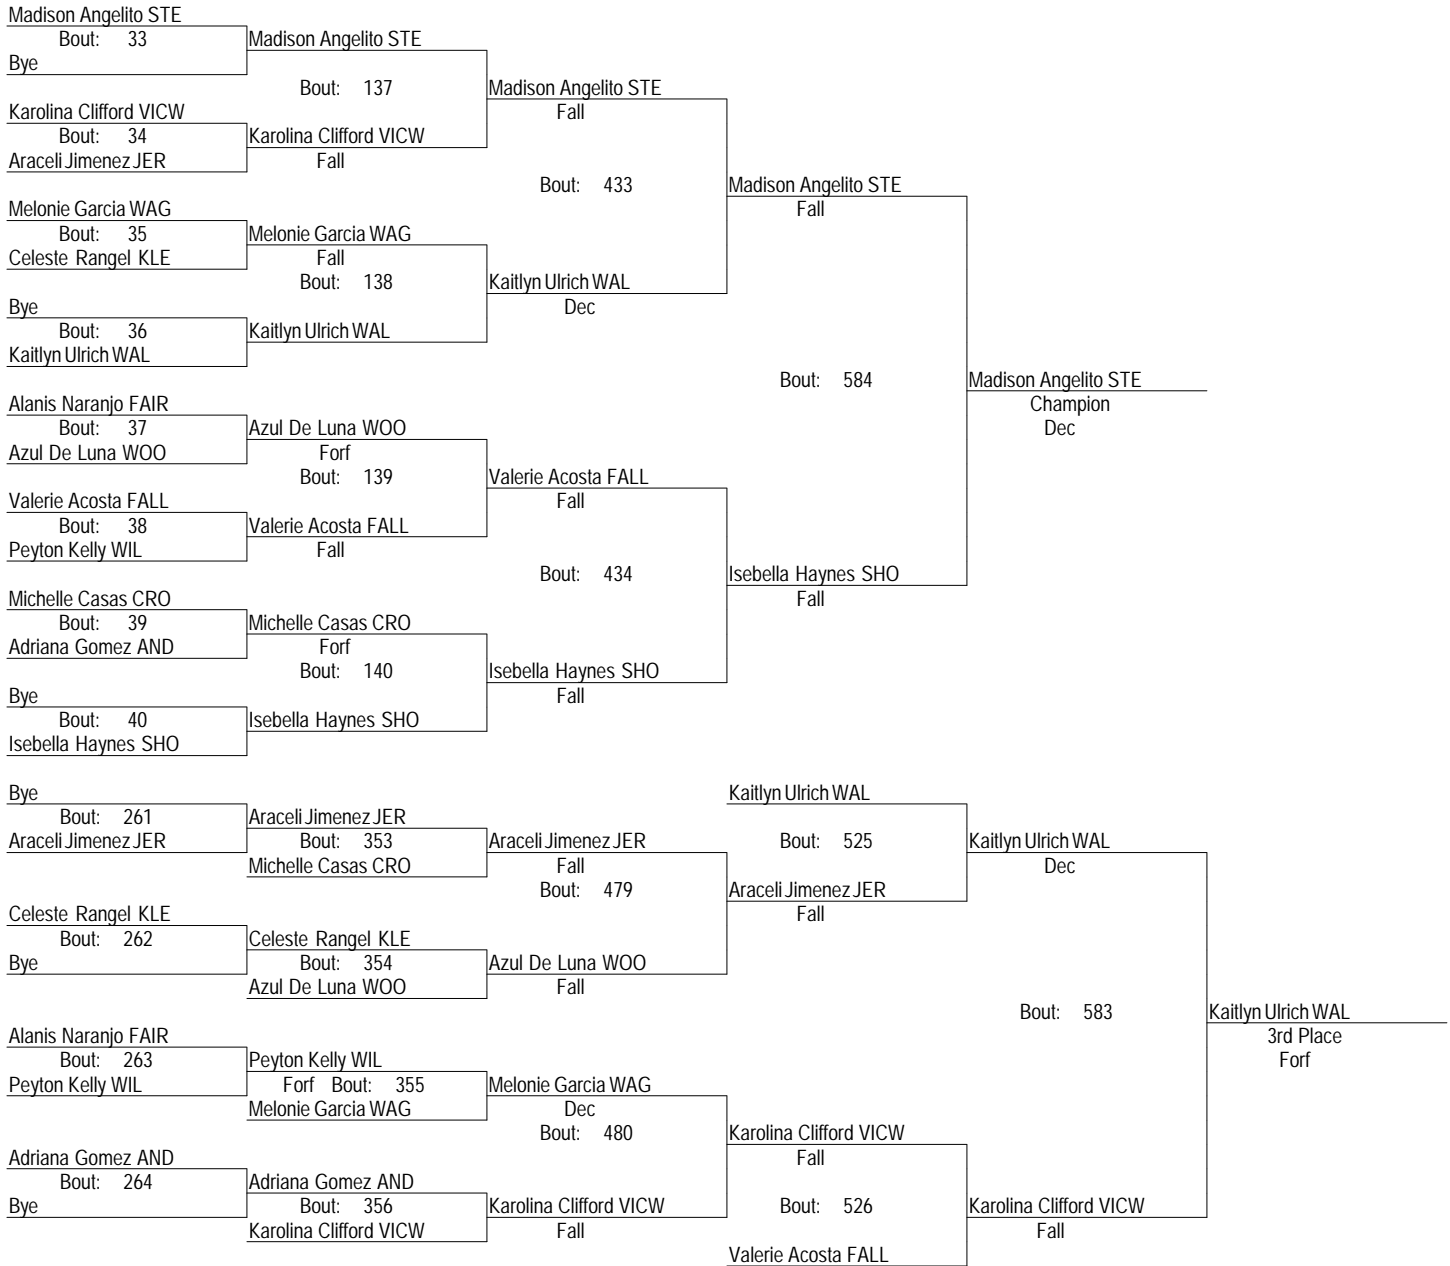 Madison Angelito STE
Bout: 33
Bye
Madison Angelito STE
Bout: 137
Karolina Clifford VICW
Bout: 34
Araceli Jimenez JER
Karolina Clifford VICW
Fall
Madison Angelito STE
Fall
Bout: 433
Melonie Garcia WAG
Bout: 35
Celeste Rangel KLE
Melonie Garcia WAG
Fall
Bout: 138
Bye
Bout: 36
Kaitlyn Ulrich WAL
Kaitlyn Ulrich WAL
Kaitlyn Ulrich WAL
Dec
Madison Angelito STE
Fall
Bout: 584
Alanis Naranjo FAIR
Bout: 37
Azul De Luna WOO
Azul De Luna WOO
Forf
Bout: 139
Valerie Acosta FALL
Bout: 38
Peyton Kelly WIL
Valerie Acosta FALL
Fall
Valerie Acosta FALL
Fall
Bout: 434
Michelle Casas CRO
Bout: 39
Adriana Gomez AND
Michelle Casas CRO
Forf
Bout: 140
Bye
Bout: 40
Isebella Haynes SHO
Isebella Haynes SHO
Isebella Haynes SHO
Fall
Isebella Haynes SHO
Fall
Madison Angelito STE
Champion
Dec
Bye
Bout: 261
Araceli Jimenez JER
Araceli Jimenez JER
Bout: 353
Michelle Casas CRO
Araceli Jimenez JER
Fall
Bout: 479
Celeste Rangel KLE
Bout: 262
Bye
Celeste Rangel KLE
Bout: 354
Azul De Luna WOO
Azul De Luna WOO
Fall
Kaitlyn Ulrich WAL
Bout: 525
Araceli Jimenez JER
Fall
Kaitlyn Ulrich WAL
Dec
Bout: 583
Alanis Naranjo FAIR
Bout: 263
Peyton Kelly WIL
Peyton Kelly WIL
Forf Bout: 355
Melonie Garcia WAG
Melonie Garcia WAG
Dec
Bout: 480
Adriana Gomez AND
Bout: 264
Bye
Adriana Gomez AND
Bout: 356
Karolina Clifford VICW
Karolina Clifford VICW
Fall
Karolina Clifford VICW
Fall
Bout: 526
Valerie Acosta FALL
Karolina Clifford VICW
Fall
Kaitlyn Ulrich WAL
3rd Place
Forf